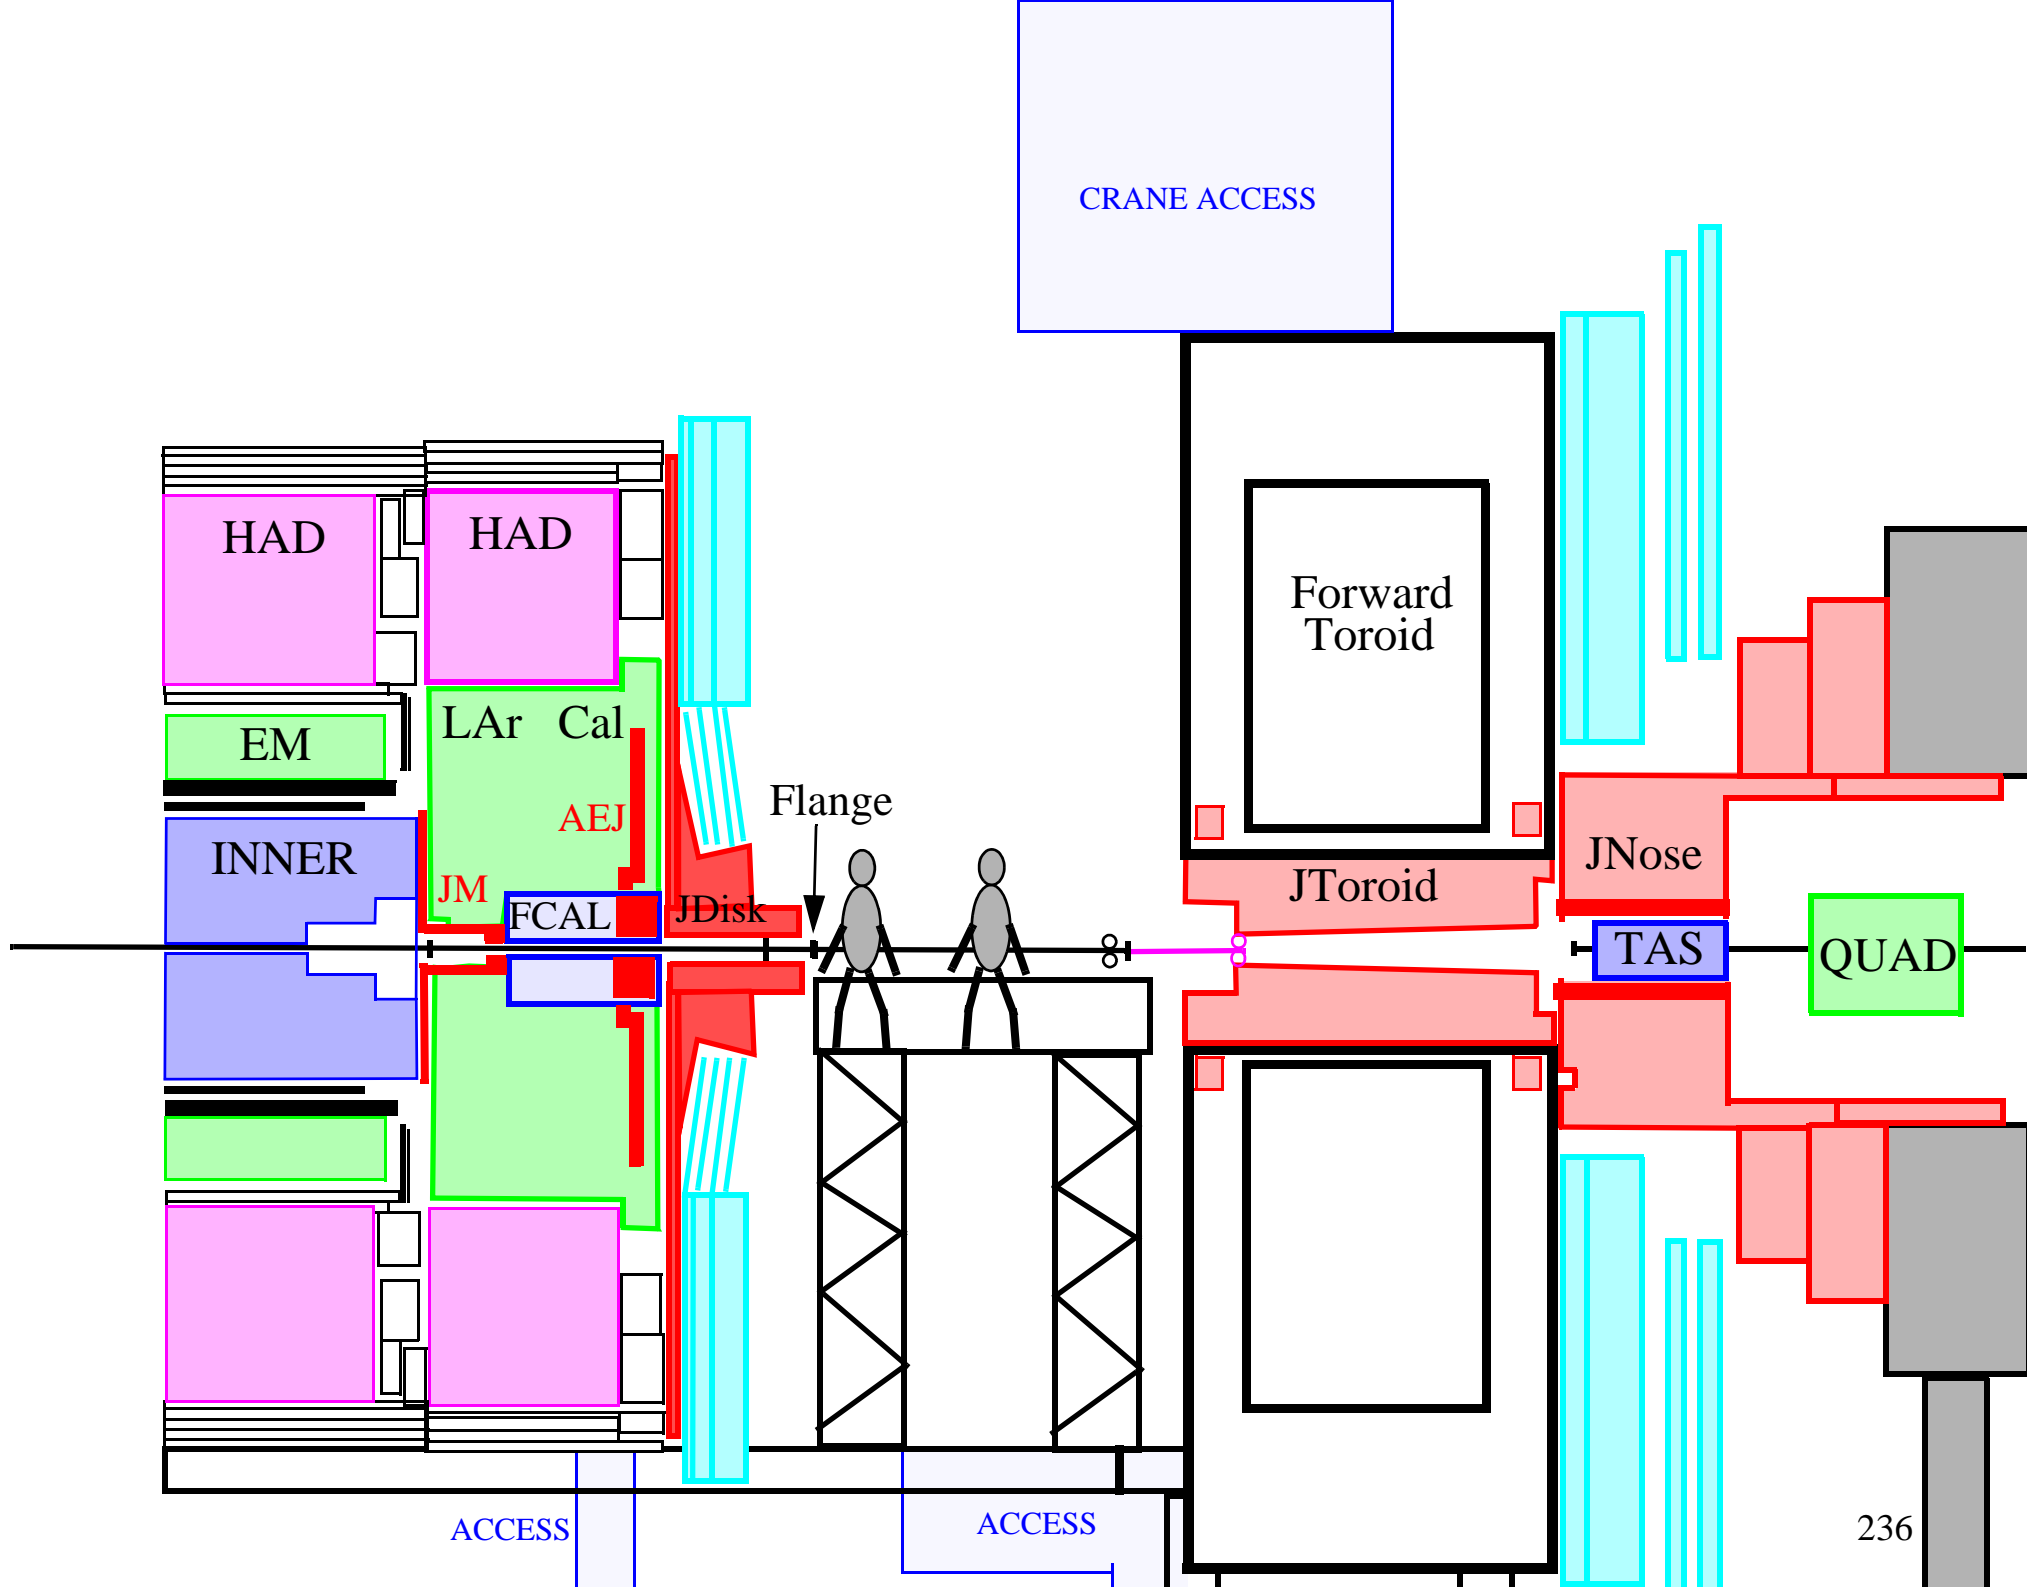 CRANE ACCESS
HAD
HAD
Forward
Toroid
LAr Cal
EM
Flange
AEJ
INNER
JNose
JM
JToroid
FCAL
JDisk
TAS
QUAD
ACCESS
ACCESS
236